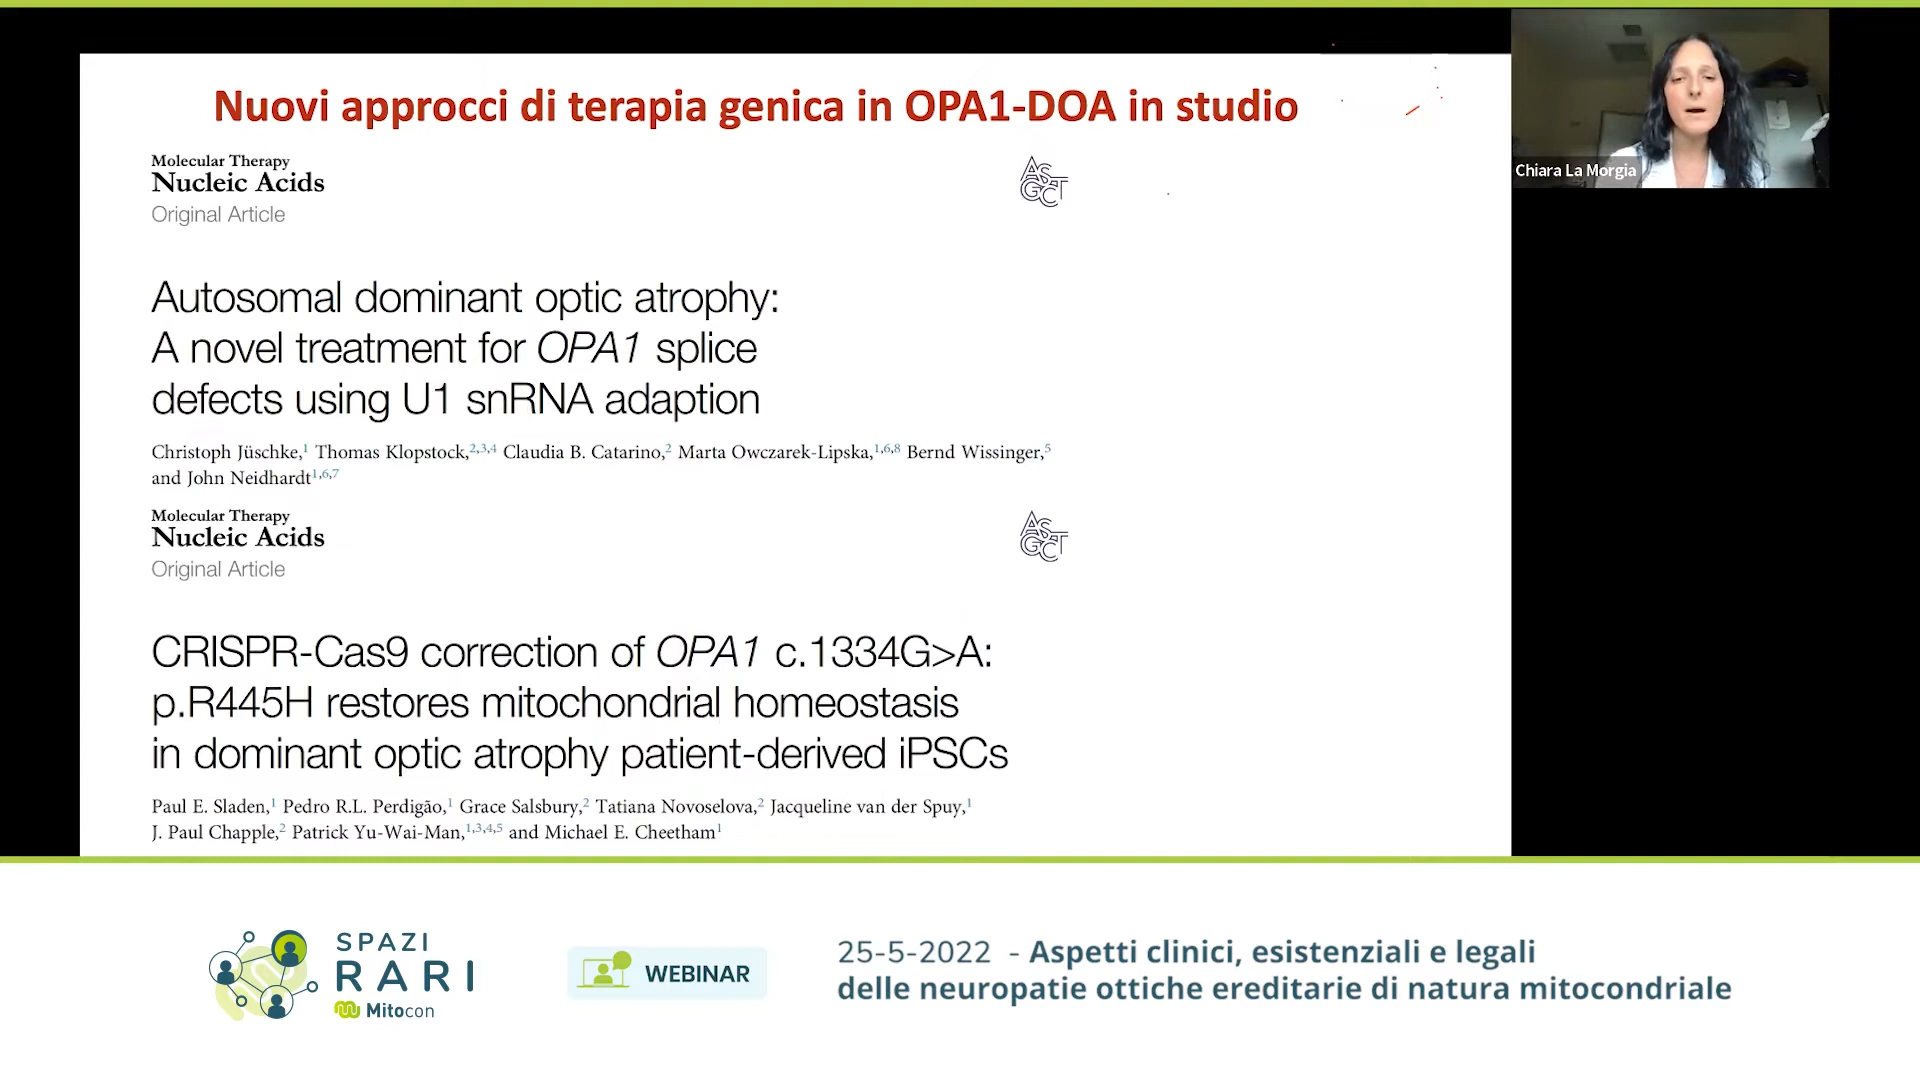 Nuovi approcci di terapia genica in OPA1-DOA in studio
Chiara La Morgia
Molecular Therapy
Nucleic Acids
Original Article
ASGCT
Autosomal dominant optic atrophy:
A novel treatment for OPA1 splice
defects using U1 snRNA adaption
Christoph Jüschke,1 Thomas Klopstock,2,3,4 Claudia B. Catarino,2 Marta Owczarek-Lipska,1,6,8 Bernd Wissinger,5
and John Neidhardt1,6,7
Molecular Therapy
Nucleic Acids
Original Article
ASGCT
CRISPR-Cas9 correction of OPA1 c.1334G>A:
p.R445H restores mitochondrial homeostasis
in dominant optic atrophy patient-derived iPSCs
Paul E. Sladen,1 Pedro R.L. Perdigão,1 Grace Salsbury,2 Tatiana Novoselova,2 Jacqueline van der Spuy,1
J. Paul Chapple,2 Patrick Yu-Wai-Man,1,3,4,5 and Michael E. Cheetham1
SPAZI
RARI
Mitocon
WEBINAR
25-5-2022 - Aspetti clinici, esistenziali e legali
delle neuropatie ottiche ereditarie di natura mitocondriale